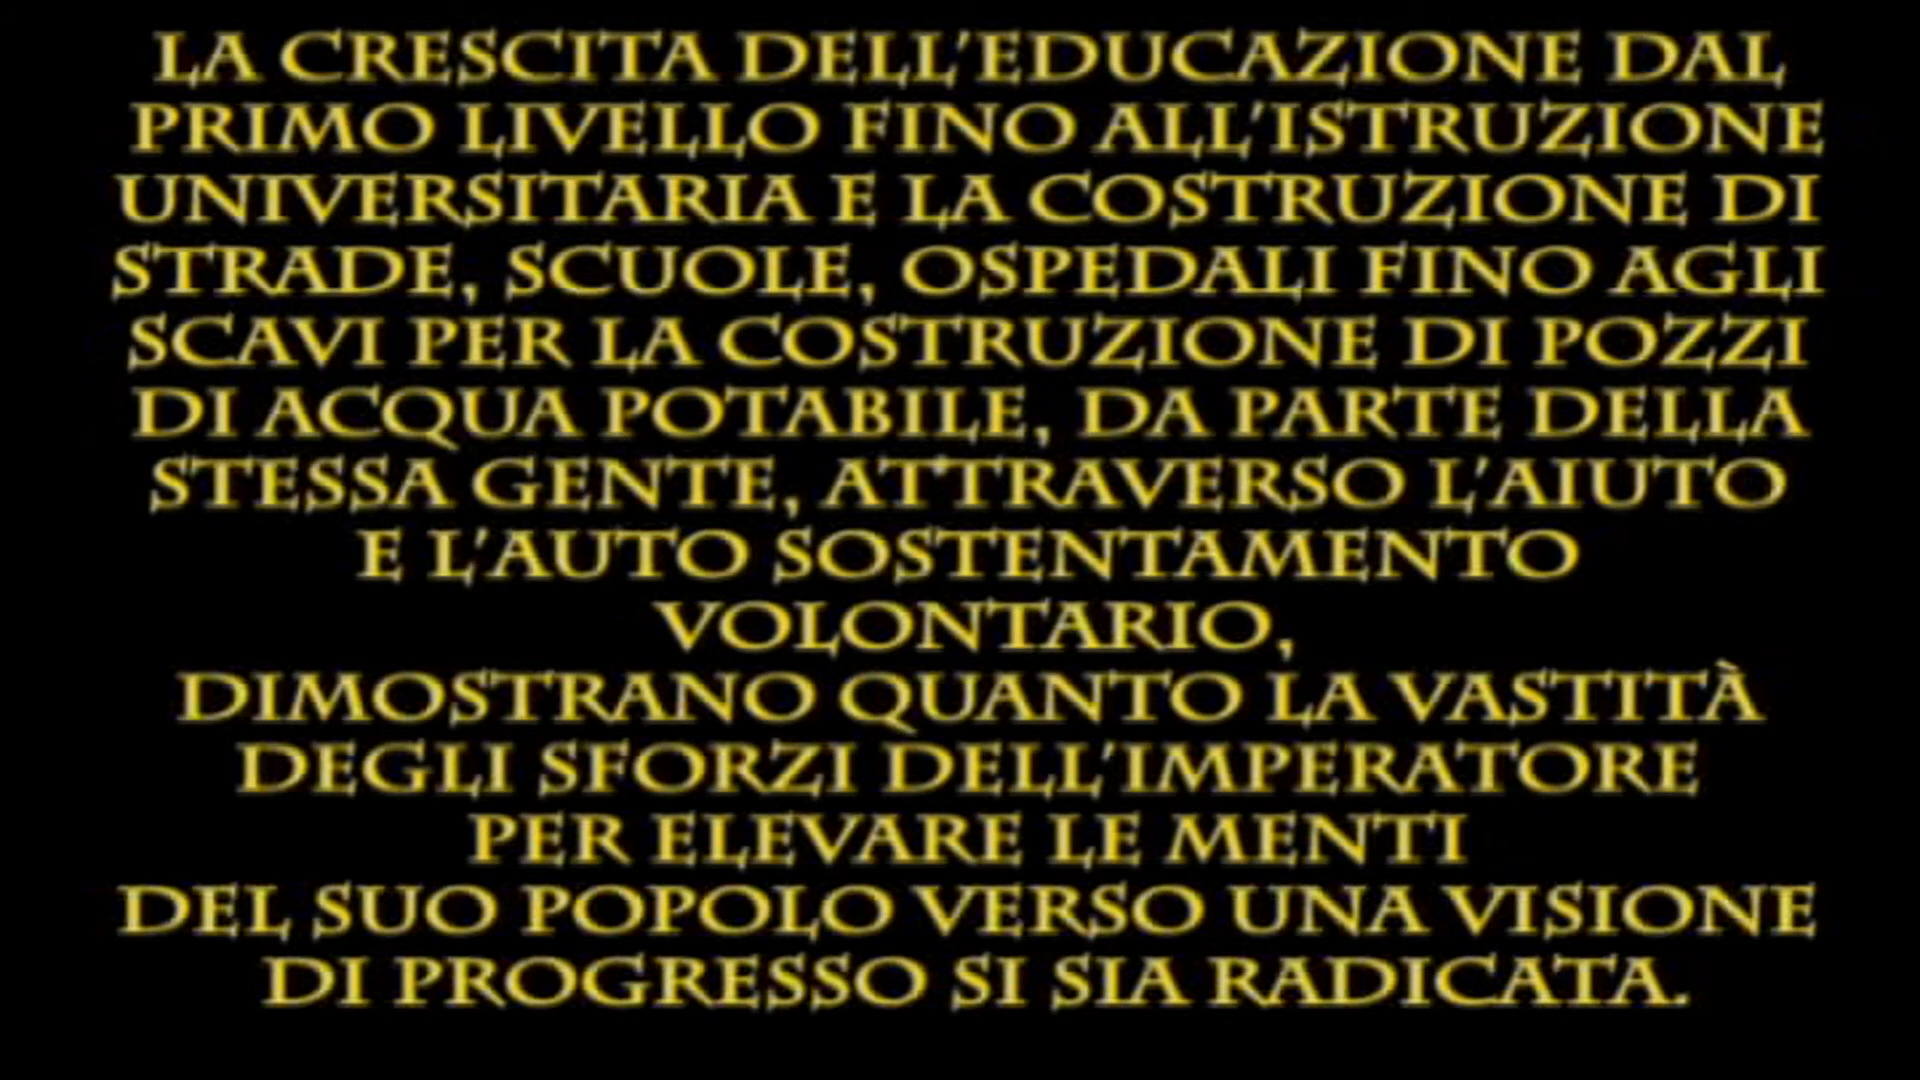 LA CRESCITA DELL'EDUCAZIONE DAL
PRIMO LIVELLO FINO ALL'ISTRUZIONE
UNIVERSITARIA E LA COSTRUZIONE DI
STRADE, SCUOLE, OSPEDALI FINO AGLI
SCAVI PER LA COSTRUZIONE DI POZZI
DI ACQUA POTABILE, DA PARTE DELLA
STESSA GENTE, ATTRAVERSO L'AIUTO
E L'AUTO SOSTENTAMENTO
VOLONTARIO,
DIMOSTRANO QUANTO LA VASTITÀ
DEGLI SFORZI DELL'IMPERATORE
PER ELEVARE LE MENTI
DEL SUO POPOLO VERSO UNA VISIONE
DI PROGRESSO SI SIA RADICATA.